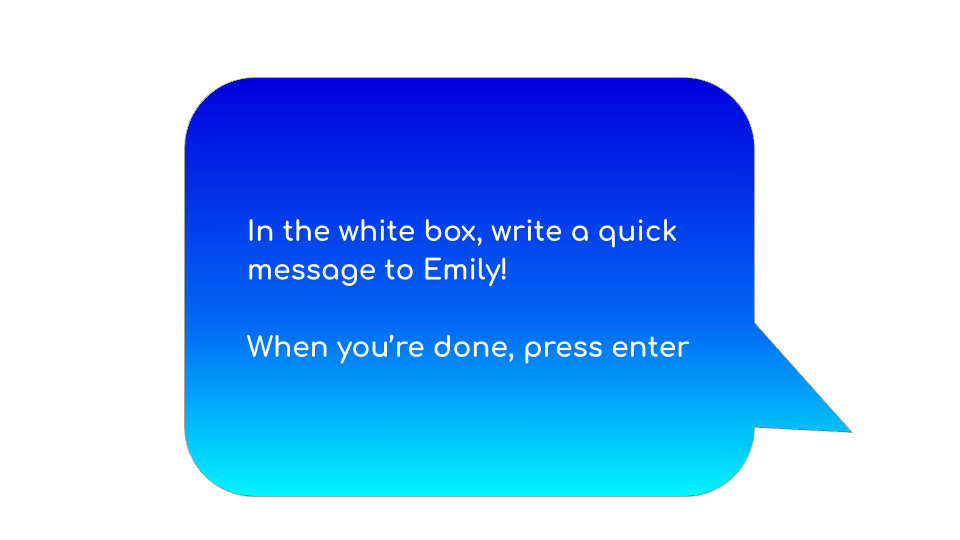 In the white box, write a quick
message to Emily!
When you’re done, press enter